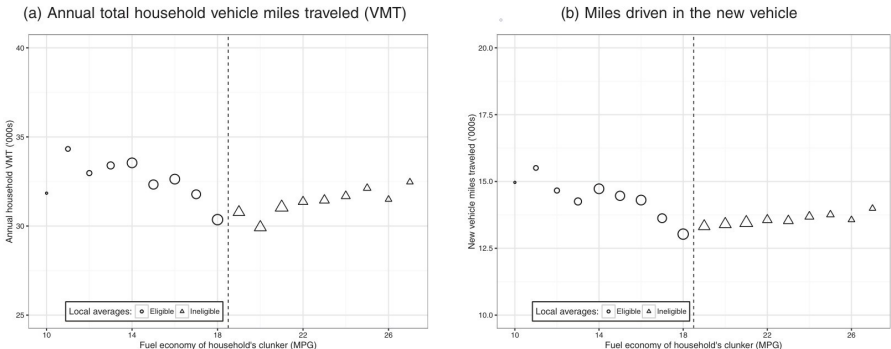 (a) Annual total household vehicle miles traveled (VMT)
(b) Miles driven in the new vehicle
Annual household VMT ('000s)
40
35
30
25
10
14
18
22
26
Local averages: Eligible Ineligible
Fuel economy of household's clunker (MPG)
New vehicle miles traveled ('000s)
20.0
17.5
15.0
12.5
10.0
10
14
18
22
26
Local averages: Eligible Ineligible
Fuel economy of household's clunker (MPG)